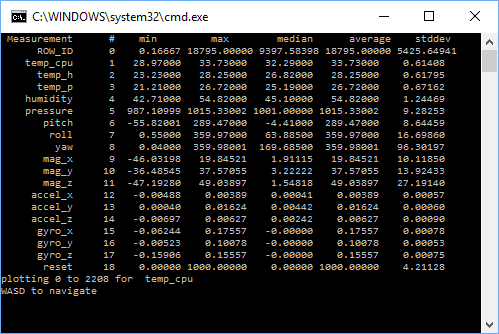 C:\WINDOWS\system32\cmd.exe
Measurement # min max median average stddev
ROW_ID 0 0.16667 18795.00000 9397.58398 18795.00000 5425.64941
temp_cpu 1 28.97000 33.73000 32.29000 33.73000 0.61408
temp_h 2 23.23000 28.25000 26.82000 28.25000 0.61795
temp_p 3 21.21000 26.72000 25.19000 26.72000 0.67162
humidity 4 42.71000 54.82000 45.10000 54.82000 1.24469
pressure 5 987.10999 1015.33002 1001.00000 1015.33002 9.28253
pitch 6 -55.82001 289.47000 -4.41000 289.47000 8.64459
roll 7 0.55000 359.97000 63.88500 359.97000 16.69860
yaw 8 0.04000 359.98001 169.68500 359.98001 96.30197
mag_x 9 -46.03198 19.84521 1.91115 19.84521 10.11850
mag_y 10 -36.48545 37.57055 3.22222 37.57055 13.92433
mag_z 11 -47.19280 49.03897 1.54818 49.03897 27.19140
accel_x 12 -0.00488 0.00389 0.00041 0.00389 0.00057
accel_y 13 0.00040 0.01624 0.00442 0.01624 0.00060
accel_z 14 -0.00697 0.00627 0.00242 0.00627 0.00090
gyro_x 15 -0.06244 0.17557 -0.00000 0.17557 0.00078
gyro_y 16 -0.00523 0.10078 -0.00000 0.10078 0.00053
gyro_z 17 -0.15906 0.15557 -0.00000 0.15557 0.00075
reset 18 0.00000 1000.00000 0.00000 1000.00000 4.21128
plotting 0 to 2208 for temp_cpu
WASD to navigate